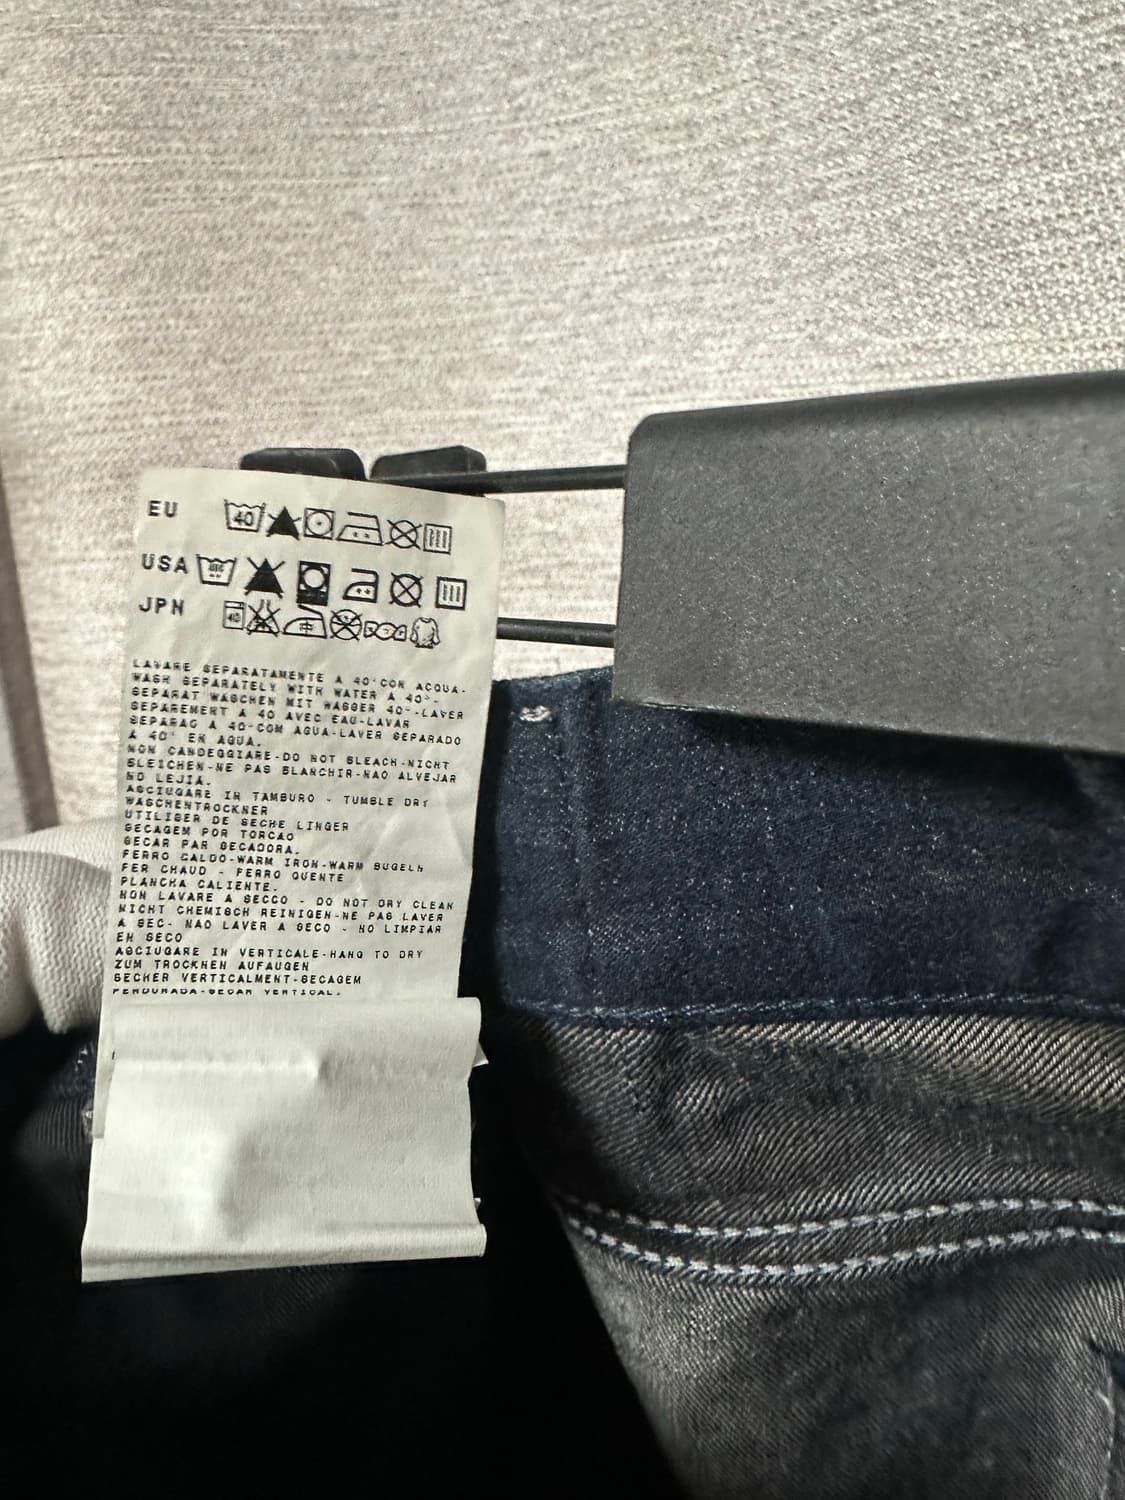 EU 40
USA
JPN 40
LAVARE SEPARATAMENTE A 40°CON ACQUA-
WASH SEPARATELY WITH WATER A 40°-
SEPARAT WASCHEN MIT WASSER 40°-LAVER
SEPAREMENT A 40 AVEC EAU-LAVAR
SEPARAG A 40°COM AGUA-LAVER SEPARADO
A 40° EN AGUA.
NON CANDEGGIARE-DO NOT BLEACH-NICHT
BLEICHEN-NE PAS BLANCHIR-NAO ALVEJAR
NO LEJIA.
ASCIUGARE IN TAMBURO - TUMBLE DRY
WASCHENTROCKNER
UTILISER DE SECHE LINGER
SECAGEM POR TORCAO
SECAR PAR SECADORA.
FERRO CALDO-WARM IRON-WARM BUGELN
FER CHAUD - FERRO QUENTE
PLANCHA CALIENTE.
NON LAVARE A SECCO - DO NOT DRY CLEAN
NICHT CHEMISCH REINIGEN-NE PAS LAVER
A SEC- NAO LAVER A SECO - NO LIMPIAR
EN SECO
ASCIUGARE IN VERTICALE-HANG TO DRY
ZUM TROCKNEN AUFAUGEN
SECHER VERTICALMENT-SECAGEM
PENDURADA-SECAR VERTICAL.